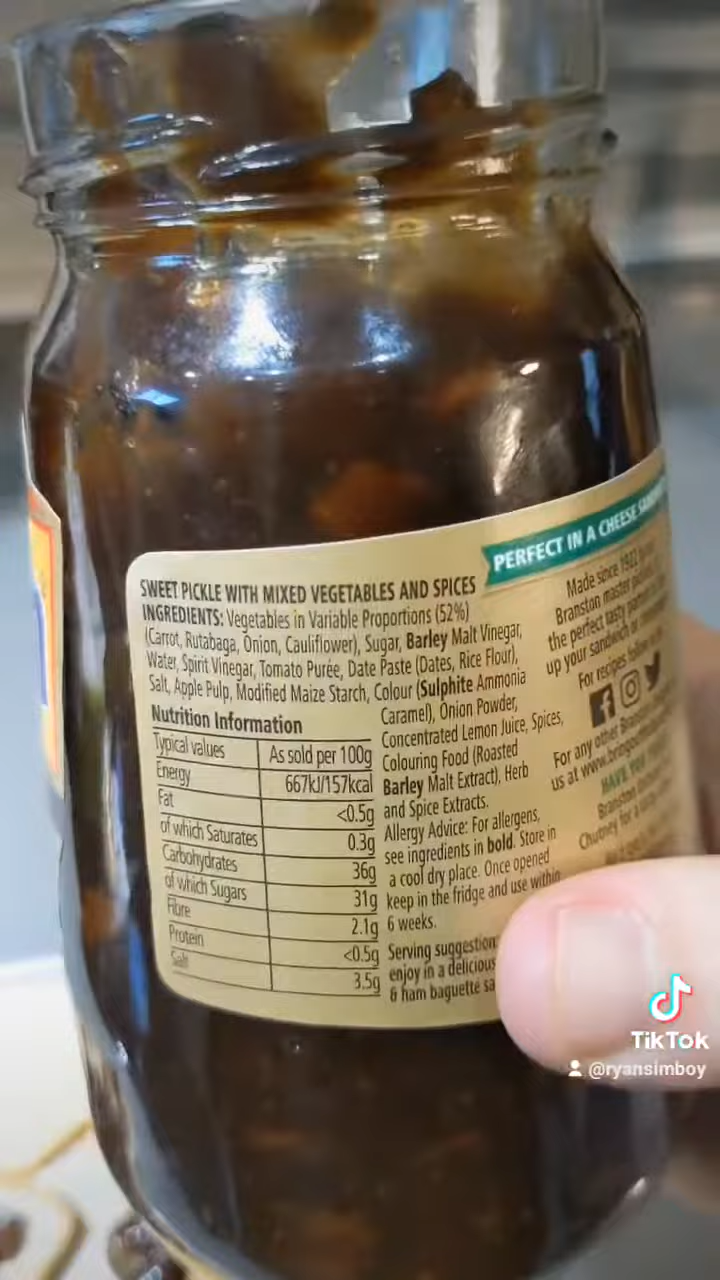 SWEET PICKLE WITH MIXED VEGETABLES AND SPICES
INGREDIENTS: Vegetables in Variable Proportions (52%)
(Carrot, Rutabaga, Onion, Cauliflower), Sugar, Barley Malt Vinegar,
Water, Spirit Vinegar, Tomato Purée, Date Paste (Dates, Rice Flour),
Salt, Apple Pulp, Modified Maize Starch, Colour (Sulphite Ammonia
Caramel), Onion Powder,
Concentrated Lemon Juice, Spices,
Colouring Food (Roasted
Barley Malt Extract), Herb
and Spice Extracts.
Allergy Advice: For allergens,
see ingredients in bold. Store in
a cool dry place. Once opened
keep in the fridge and use within
6 weeks.
Serving suggestion:
enjoy in a delicious
& ham baguette
Nutrition Information
Typical values As sold per 100g
Energy 667kJ/157kcal
Fat <0.5g
of which Saturates 0.3g
Carbohydrates 36g
of which Sugars 31g
Fibre 2.1g
Protein <0.5g
Salt 3.5g
PERFECT IN A CHEESE
Made since 1922
Branston master
the perfect tasty
up your sandwich or
For recipes follow
For any other
us at
HAVE YOU
Branston
Chutney for a
TikTok
@ryansimboy